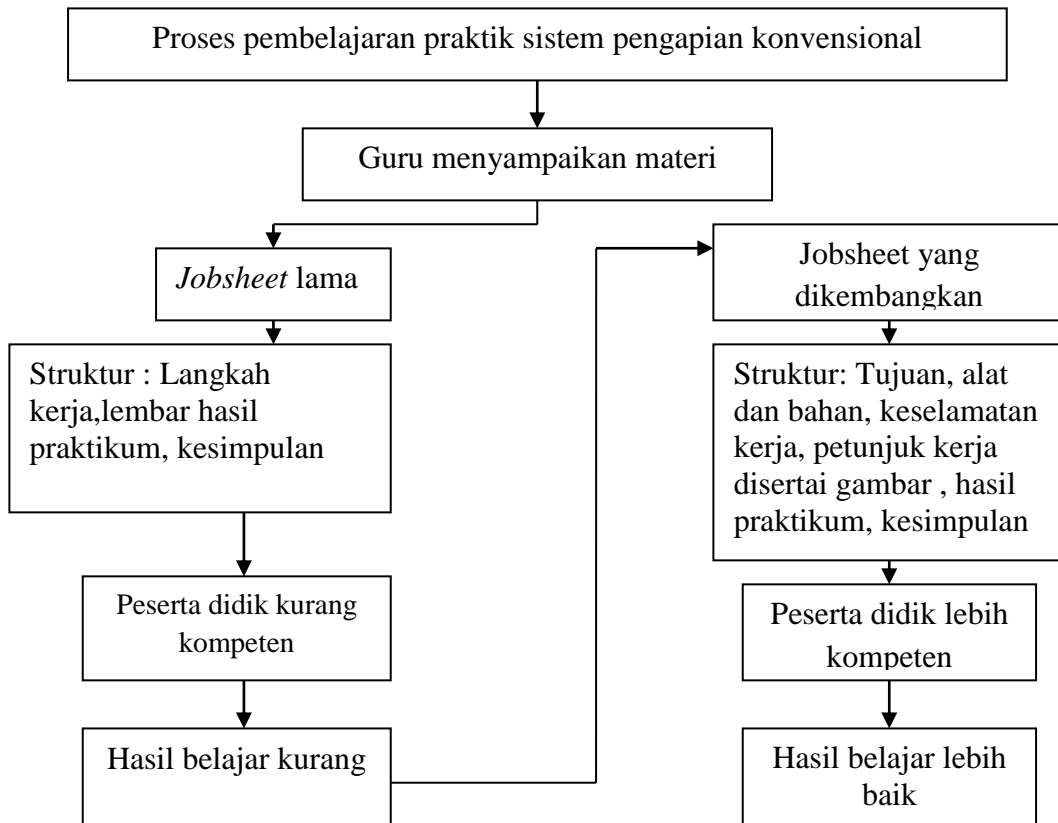 Proses pembelajaran praktik sistem pengapian konvensional
Guru menyampaikan materi
Jobsheet lama
Struktur : Langkah
kerja,lembar hasil
praktikum, kesimpulan
Peserta didik kurang
kompeten
Hasil belajar kurang
Jobsheet yang
dikembangkan
Struktur: Tujuan, alat
dan bahan, keselamatan
kerja, petunjuk kerja
disertai gambar , hasil
praktikum, kesimpulan
Peserta didik lebih
kompeten
Hasil belajar lebih
baik